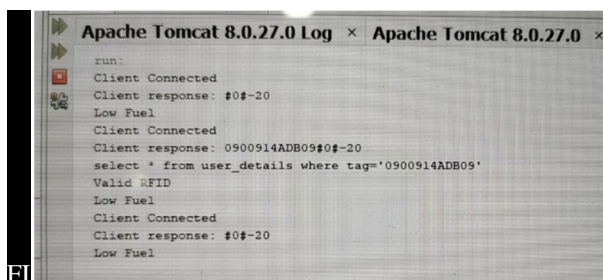 Apache Tomcat 8.0.27.0 Log × Apache Tomcat 8.0.27.0 ×
run:
Client Connected
Client response: #0#-20
Low Fuel
Client Connected
Client response: 0900914ADB09#0#-20
select * from user_details where tag='0900914ADB09'
Valid RFID
Low Fuel
Client Connected
Client response: #0#-20
Low Fuel